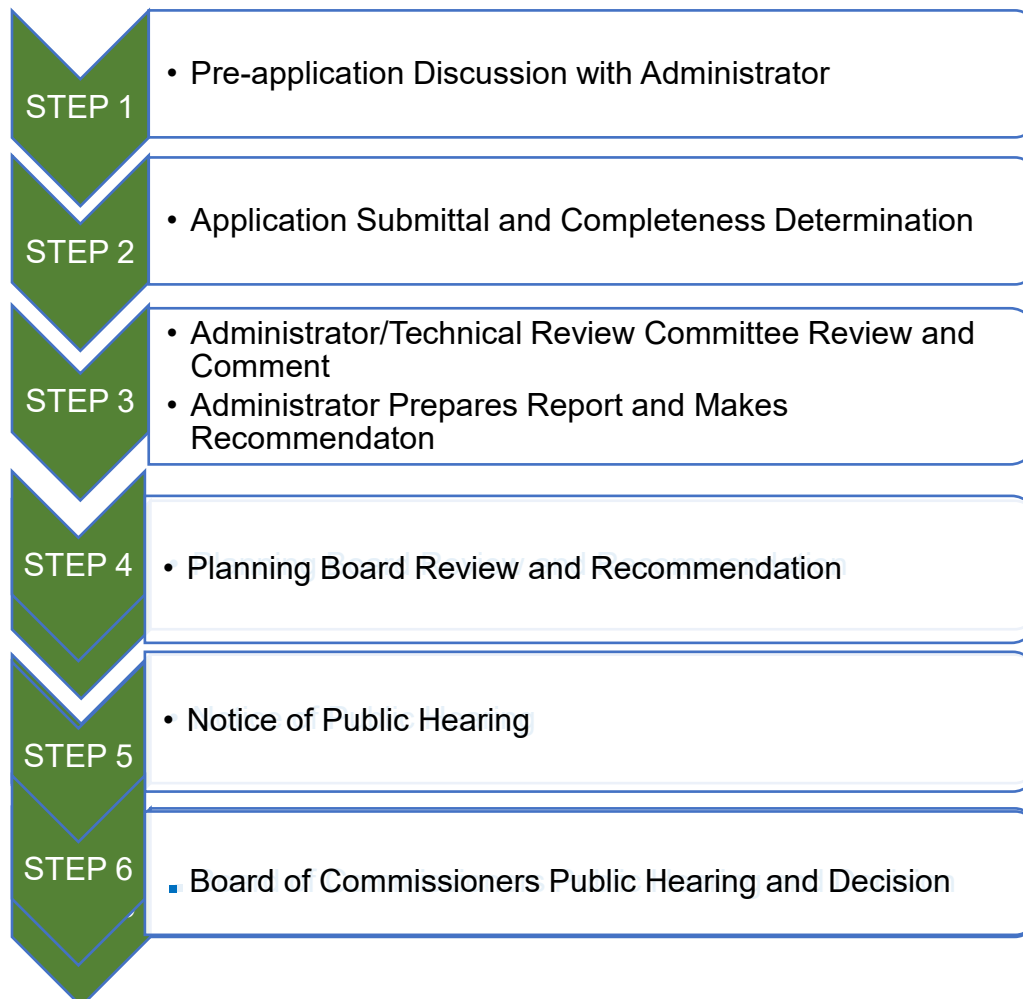 STEP 1
• Pre-application Discussion with Administrator
STEP 2
• Application Submittal and Completeness Determination
STEP 3
• Administrator/Technical Review Committee Review and
Comment
• Administrator Prepares Report and Makes
Recommendaton
STEP 4
• Planning Board Review and Recommendation
STEP 5
• Notice of Public Hearing
STEP 6
▪ Board of Commissioners Public Hearing and Decision